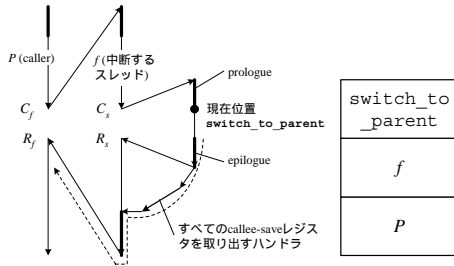 P (caller)
f (中断する
スレッド)
prologue
C_f
C_s
現在位置
switch_to_parent
R_f
R_s
epilogue
すべてのcallee-saveレジス
タを取り出すハンドラ
switch_to
_parent
f
P